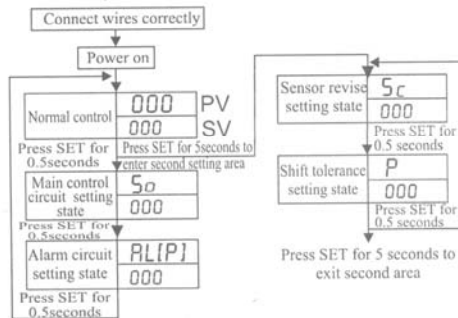 Connect wires correctly
Power on
Normal control
000 PV
000 SV
Press SET for
0.5seconds
Press SET for 5seconds to
enter second setting area
Main control
circuit setting
state
So
000
Press SET for
0.5seconds
Alarm circuit
setting state
AL[P]
000
Press SET for
0.5seconds
Sensor revise
setting state
Sc
000
Press SET for
0.5 seconds
Shift tolerance
setting state
P
000
Press SET for
0.5 seconds
Press SET for 5 seconds to
exit second area